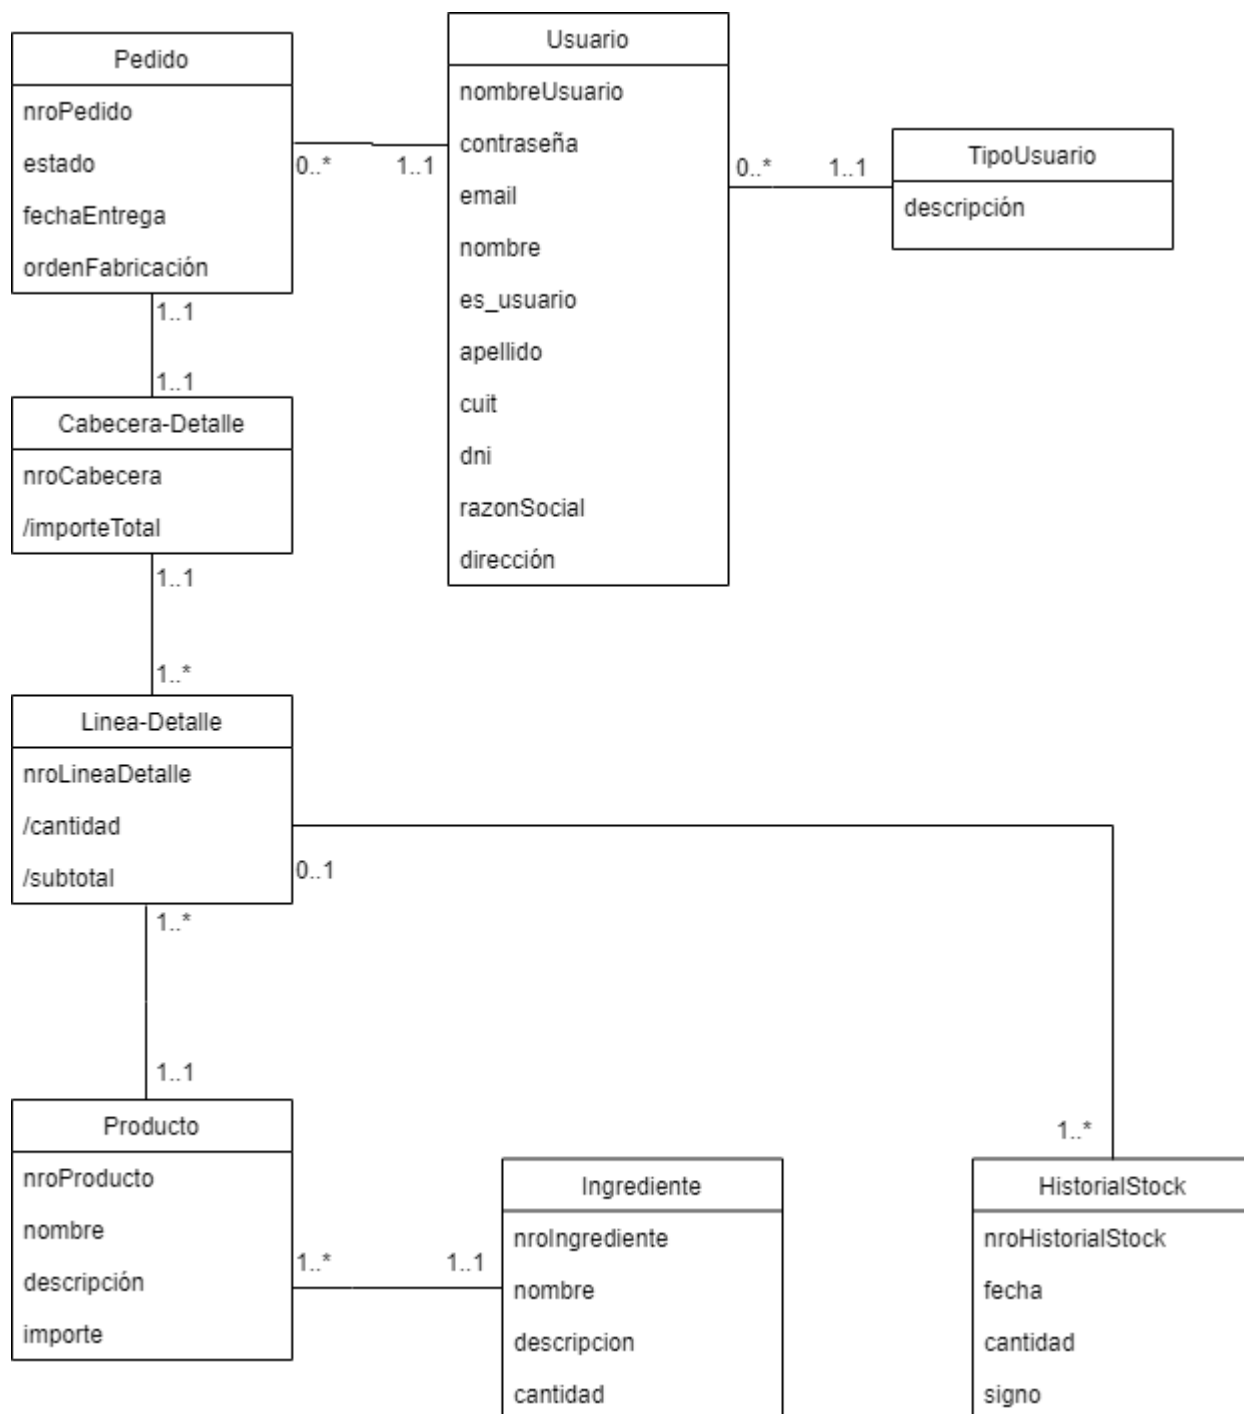 Pedido
nroPedido
estado
fechaEntrega
ordenFabricación
0..*
1..1
Usuario
nombreUsuario
contraseña
email
nombre
es_usuario
apellido
cuit
dni
razonSocial
dirección
0..*
1..1
TipoUsuario
descripción
1..1
1..1
Cabecera-Detalle
nroCabecera
/importeTotal
1..1
1..*
Linea-Detalle
nroLineaDetalle
/cantidad
/subtotal
0..1
1..*
1..1
1..*
Producto
nroProducto
nombre
descripción
importe
1..*
1..1
Ingrediente
nroIngrediente
nombre
descripcion
cantidad
HistorialStock
nroHistorialStock
fecha
cantidad
signo